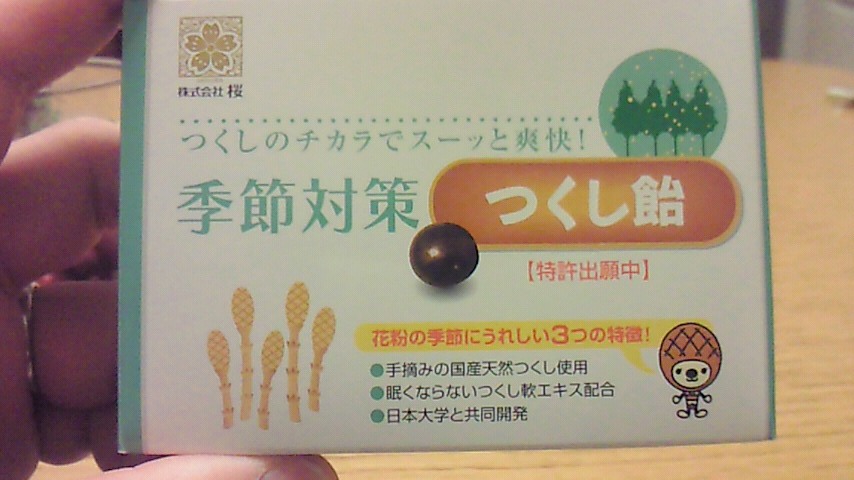 株式会社 桜
つくしのチカラでスーッと爽快！
季節対策 つくし飴
【特許出願中】
花粉の季節にうれしい3つの特徴！
●手摘みの国産天然つくし使用
●眠くならないつくし軟エキス配合
●日本大学と共同開発